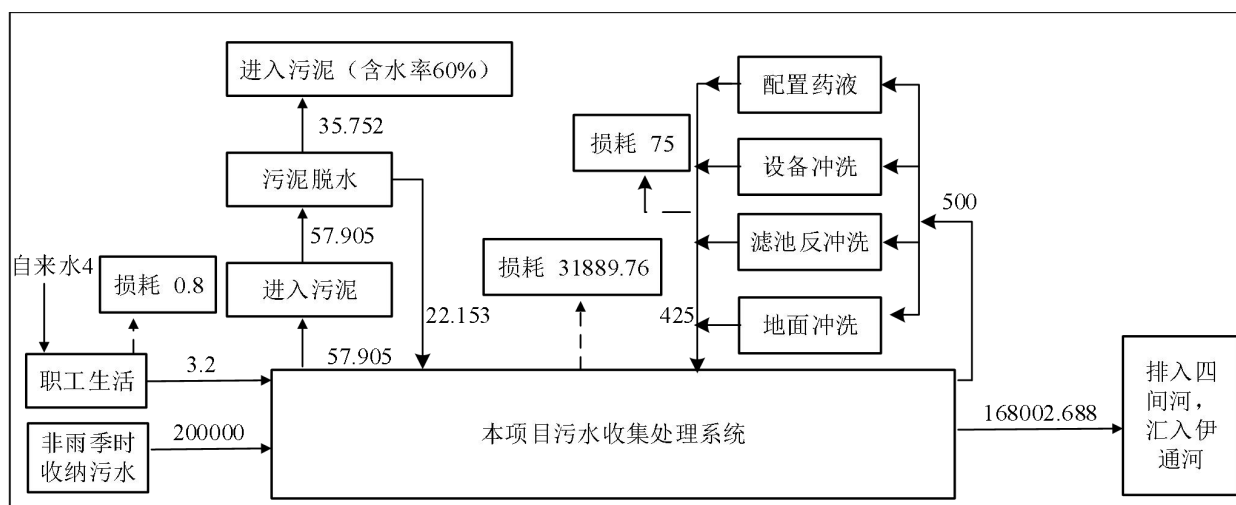 进入污泥（含水率60%）
35.752
污泥脱水
57.905
进入污泥
57.905
22.153
自来水4
损耗 0.8
职工生活
3.2
非雨季时
收纳污水
200000
损耗 31889.76
损耗 75
配置药液
设备冲洗
滤池反冲洗
地面冲洗
500
425
本项目污水收集处理系统
168002.688
排入四
间河，
汇入伊
通河